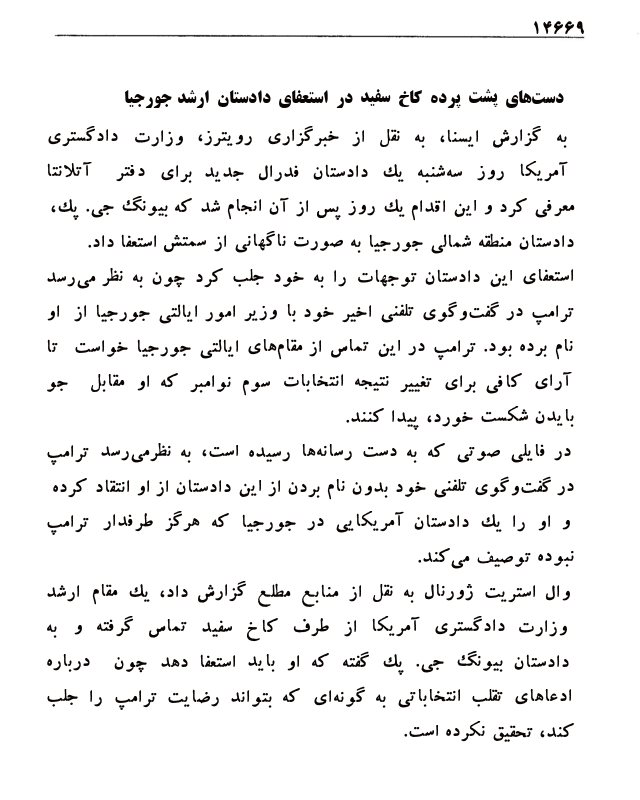 ۱۴۶۶۹
دست‌های پشت پرده کاخ سفید در استعفای دادستان ارشد جورجیا
به گزارش ایسنا، به نقل از خبرگزاری رویترز، وزارت دادگستری
آمریکا روز سه‌شنبه یك دادستان فدرال جدید برای دفتر آتلانتا
معرفی کرد و این اقدام یك روز پس از آن انجام شد که بیونگ جی. پك،
دادستان منطقه شمالی جورجیا به صورت ناگهانی از سمتش استعفا داد.
استعفای این دادستان توجهات را به خود جلب کرد چون به نظر می‌رسد
ترامپ در گفت‌وگوی تلفنی اخیر خود با وزیر امور ایالتی جورجیا از او
نام برده بود. ترامپ در این تماس از مقام‌های ایالتی جورجیا خواست تا
آرای کافی برای تغییر نتیجه انتخابات سوم نوامبر که او مقابل جو
بایدن شکست خورد، پیدا کنند.
در فایلی صوتی که به دست رسانه‌ها رسیده است، به نظرمی‌رسد ترامپ
در گفت‌وگوی تلفنی خود بدون نام بردن از این دادستان از او انتقاد کرده
و او را یك دادستان آمریکایی در جورجیا که هرگز طرفدار ترامپ
نبوده توصیف می‌کند.
وال استریت ژورنال به نقل از منابع مطلع گزارش داد، یك مقام ارشد
وزارت دادگستری آمریکا از طرف کاخ سفید تماس گرفته و به
دادستان بیونگ جی. پك گفته که او باید استعفا دهد چون درباره
ادعاهای تقلب انتخاباتی به گونه‌ای که بتواند رضایت ترامپ را جلب
کند، تحقیق نکرده است.